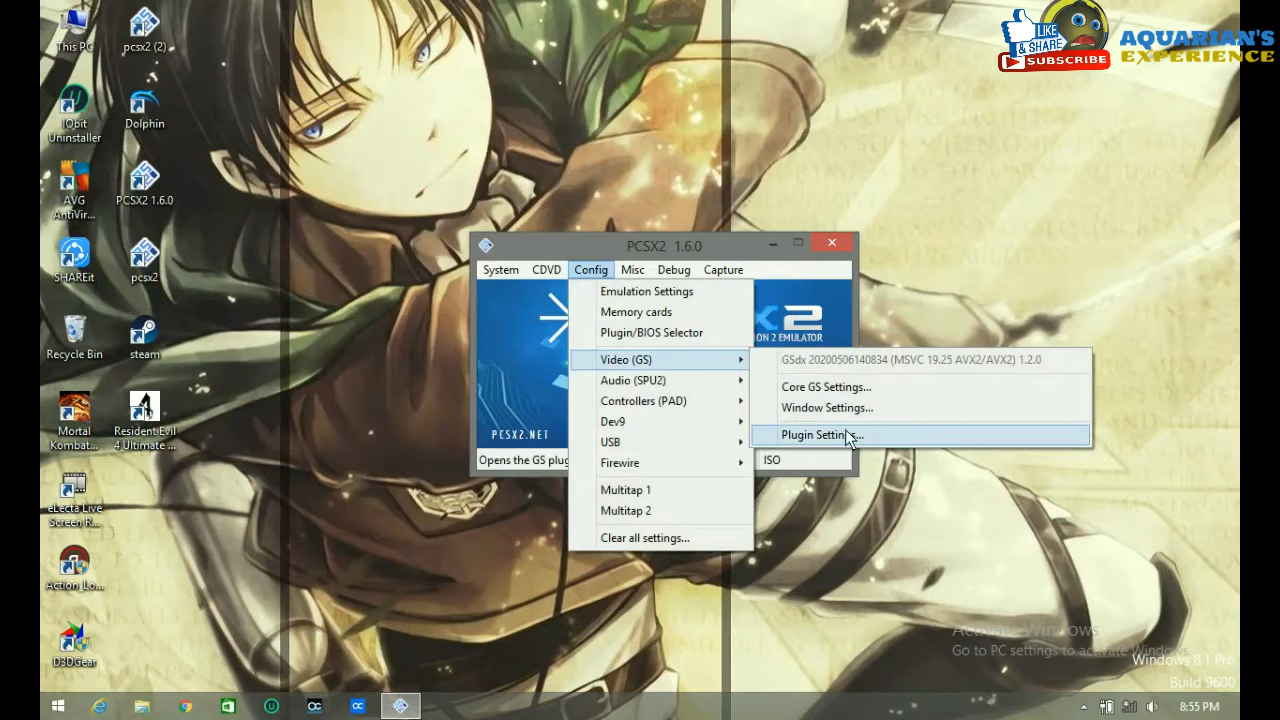 LIKE
& SHARE
SUBSCRIBE
AQUARIAN'S
EXPERIENCE
This PC
pcsx2 (2)
IObit
Uninstaller
Dolphin
AVG
AntiVir...
PCSX2 1.6.0
SHAREit
pcsx2
Recycle Bin
steam
Mortal
Kombat...
Resident Evil
4 Ultimate ...
eLecta Live
Screen R...
Action_(Lo...
D3DGear
PCSX2 1.6.0
System CDVD Config Misc Debug Capture
Emulation Settings
Memory cards
Plugin/BIOS Selector
Video (GS)
Audio (SPU2)
Controllers (PAD)
Dev9
USB
Firewire
Multitap 1
Multitap 2
Clear all settings...
X2
ON 2 EMULATOR
GSdx 20200506140834 (MSVC 19.25 AVX2/AVX2) 1.2.0
Core GS Settings...
Window Settings...
Plugin Settings...
PCSX2.NET
Opens the GS plug
ISO
Activate Windows
Go to PC settings to activate Windows.
Windows 8.1 Pro
Build 9600
8:55 PM